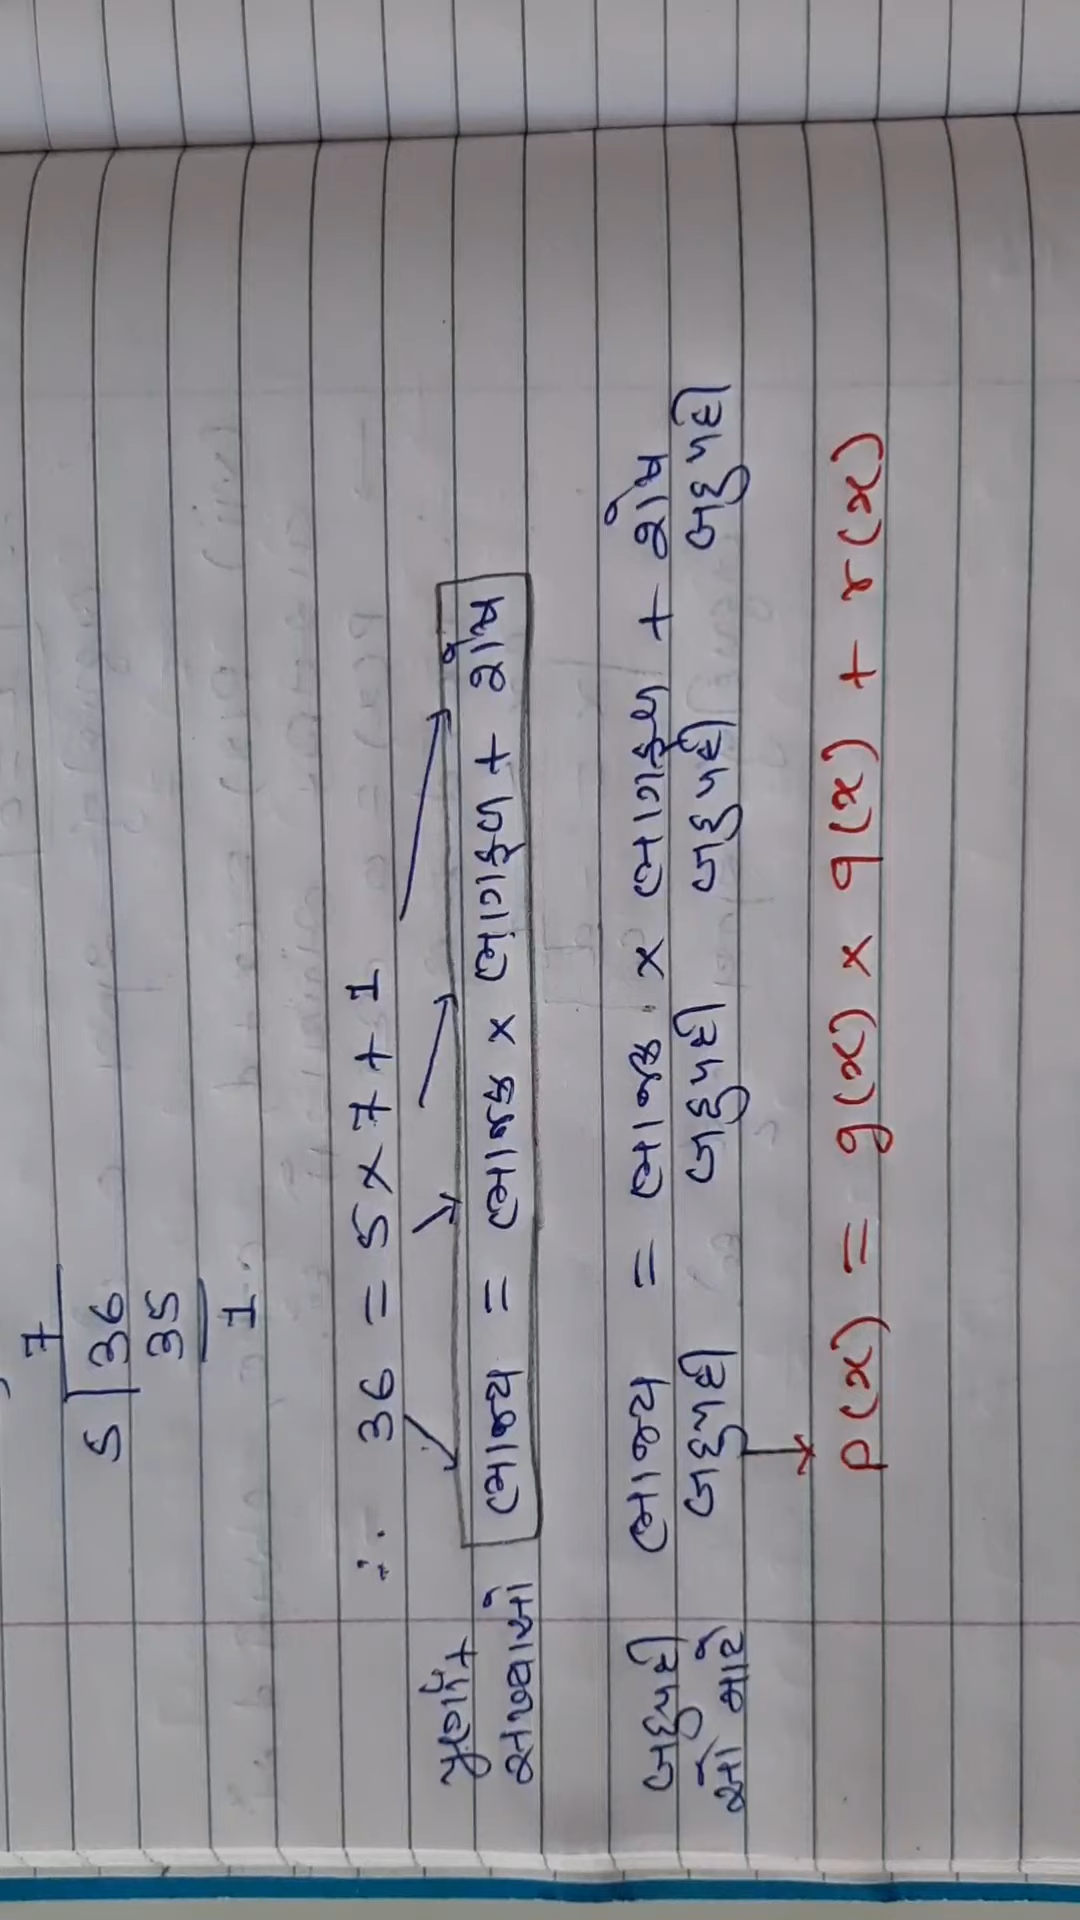 7
5 | 36
35
1
∴ 36 = 5 × 7 + 1
પૂર્ણાંક
સંખ્યાઓ ભાજ્ય = ભાજક × ભાગફળ + શેષ
બહુપદી ભાજ્ય = ભાજક × ભાગફળ + શેષ
ઓ માટે બહુપદી બહુપદી બહુપદી બહુપદી
p(x) = g(x) × q(x) + r(x)